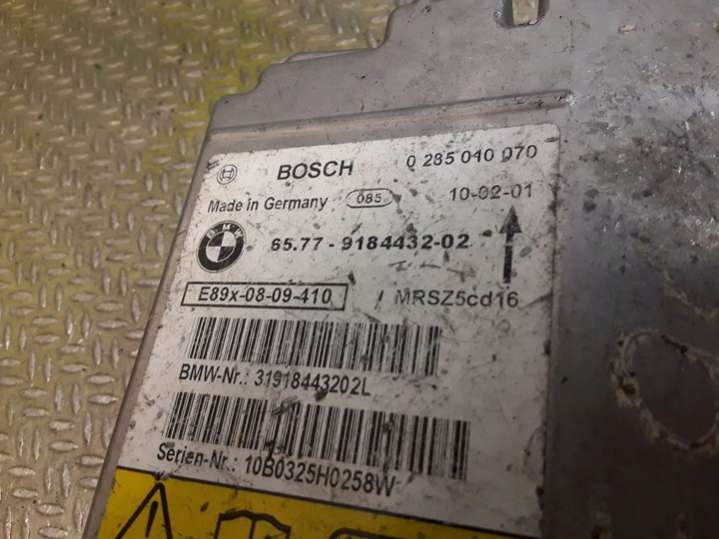 BOSCH 0 285 010 070
Made in Germany 085 10-02-01
BMW 65.77 - 9184432-02
E89x-08-09-410 MRSZ5cd16
BMW-Nr.: 31918443202L
Serien-Nr.: 10B0325H0258W